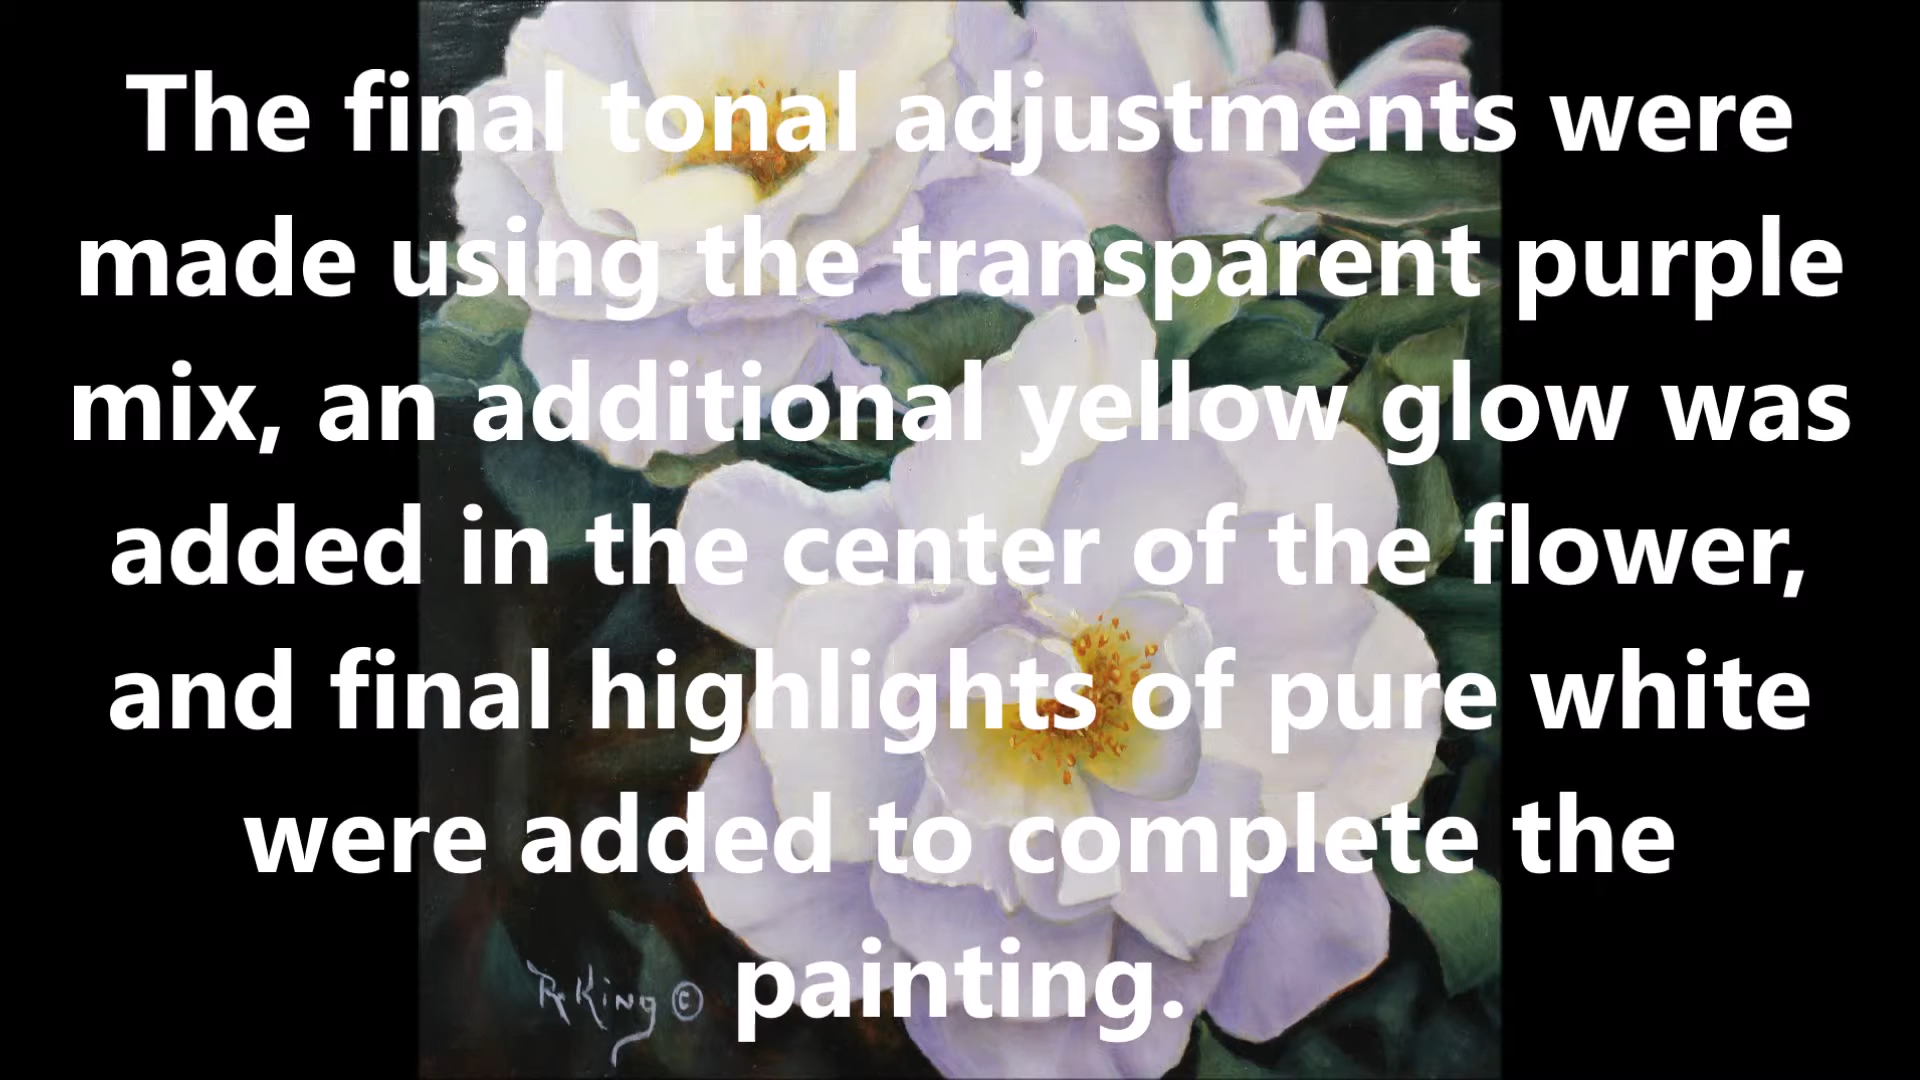 The final tonal adjustments were
made using the transparent purple
mix, an additional yellow glow was
added in the center of the flower,
and final highlights of pure white
were added to complete the
painting.
R King ©